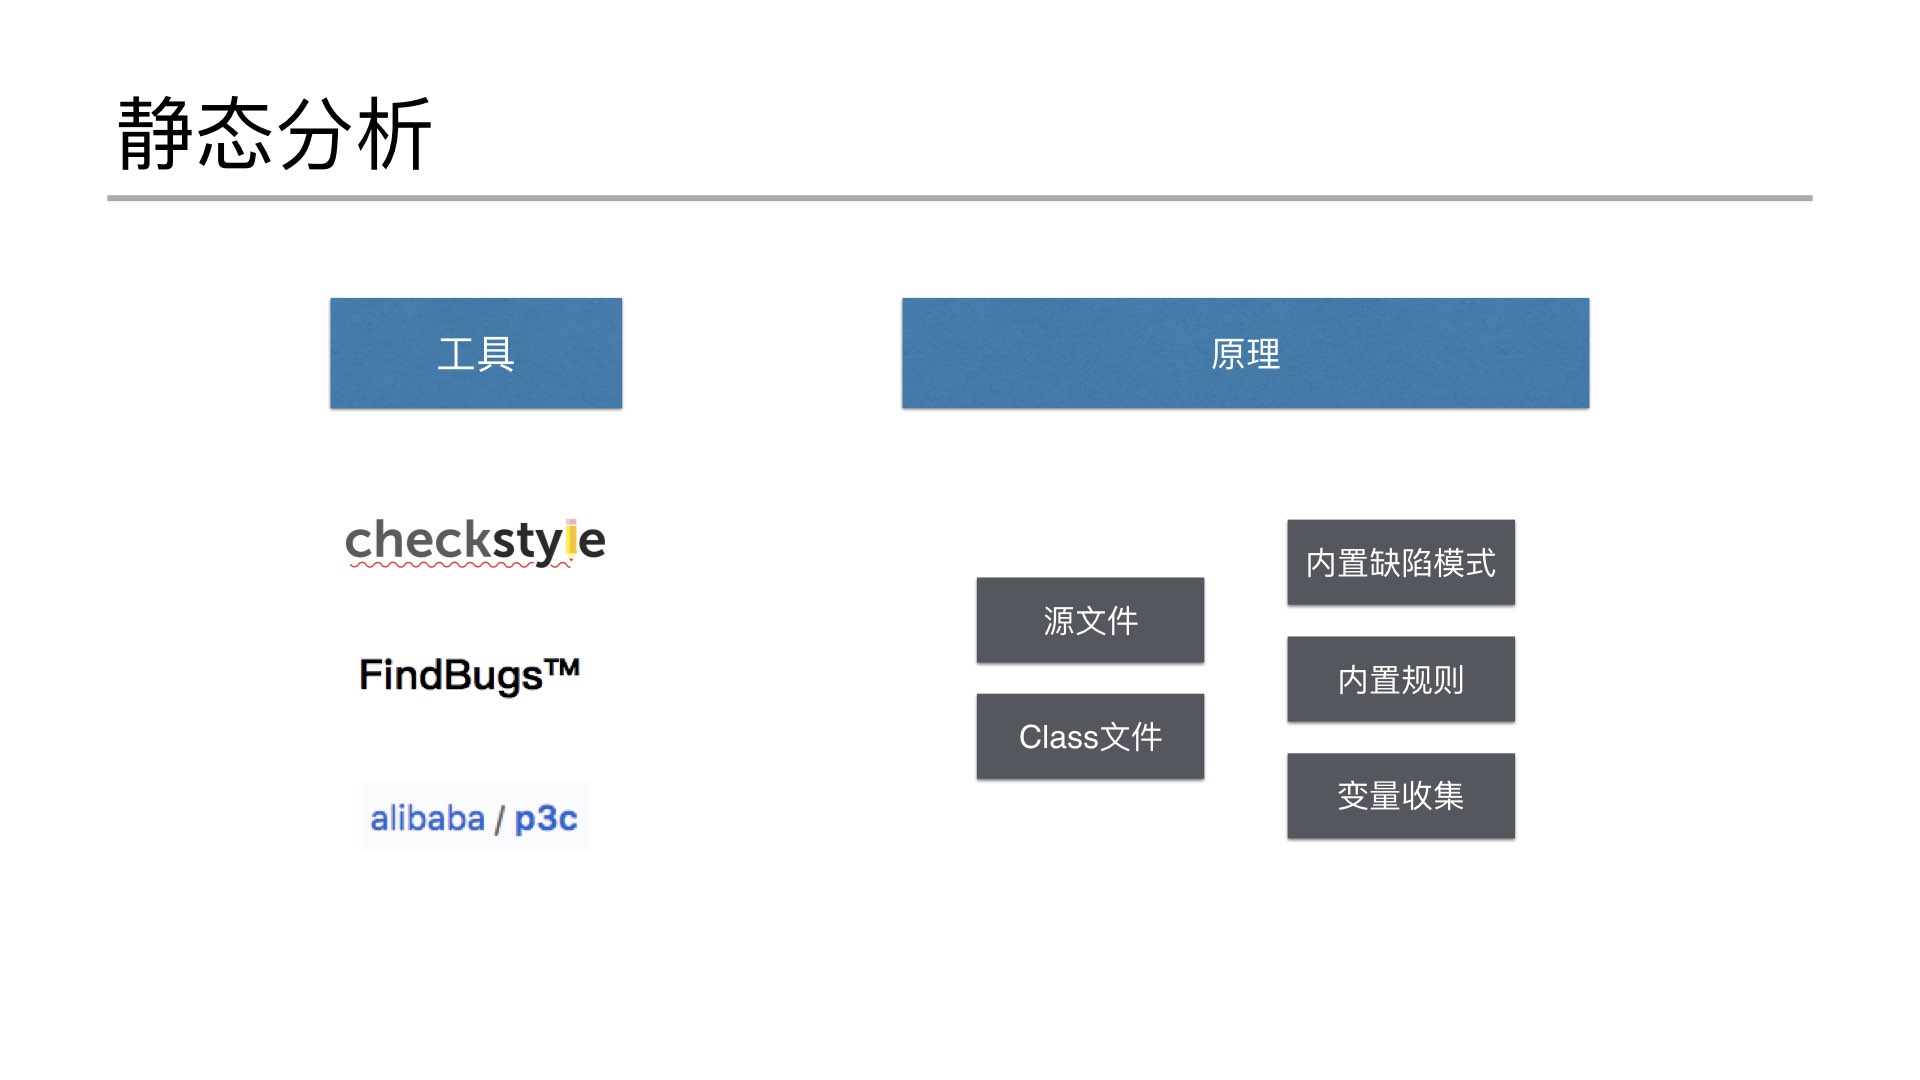 静态分析
工具
原理
checkstyle
FindBugs™
alibaba / p3c
源文件
Class文件
内置缺陷模式
内置规则
变量收集